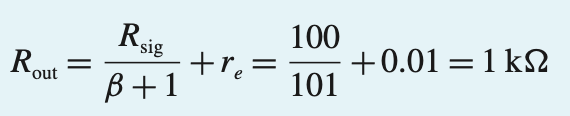 R_out = R_sig / (β + 1) + r_e = 100 / 101 + 0.01 = 1 kΩ